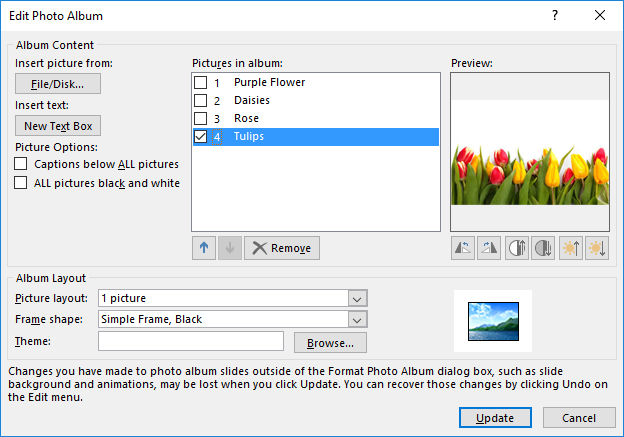 Edit Photo Album
?
Album Content
Insert picture from:
File/Disk...
Insert text:
New Text Box
Picture Options:
Captions below ALL pictures
ALL pictures black and white
Pictures in album:
1 Purple Flower
2 Daisies
3 Rose
4 Tulips
Remove
Preview:
Album Layout
Picture layout: 1 picture
Frame shape: Simple Frame, Black
Theme:
Browse...
Changes you have made to photo album slides outside of the Format Photo Album dialog box, such as slide
background and animations, may be lost when you click Update. You can recover those changes by clicking Undo on
the Edit menu.
Update
Cancel